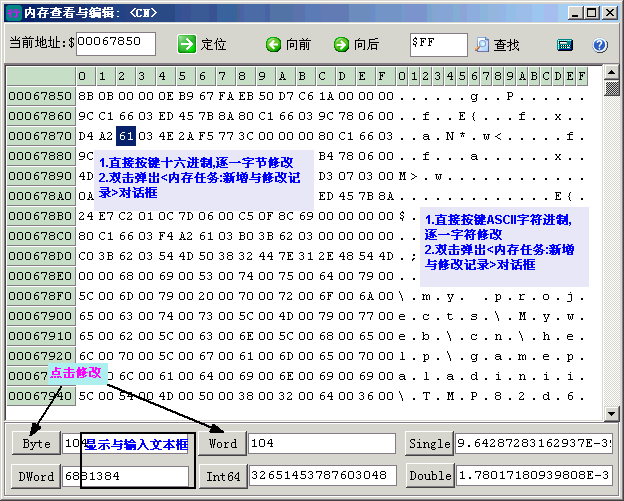 内存查看与编辑: <CN>
当前地址:$ 00067850 定位 向前 向后 $FF 查找
0 1 2 3 4 5 6 7 8 9 A B C D E F 0 1 2 3 4 5 6 7 8 9 A B C D E F
00067850 8B 0B 00 00 0E B9 67 FA EB 50 D7 C6 1A 00 00 00 . . . . . . g . . P . . . . . .
00067860 9C C1 66 03 ED 45 7B 8A 80 C1 66 03 9C 78 06 00 . . f . . E { . . . f . . x . .
00067870 D4 A2 61 03 4E 2A F5 77 3C 00 00 00 80 C1 66 03 . . a . N * . w < . . . . . f .
00067880 9C B4 78 06 00 . . f . . . . a . . . . . x . .
00067890 4D D3 07 03 00 M > . w . . . . . . . . . . . .
000678A0 0A ED 45 7B 8A E { .
1.直接按键十六进制,逐一字节修改
2.双击弹出<内存任务:新增与修改记录>对话框
000678B0 24 E7 C2 01 0C 7D 06 00 C5 0F 8C 69 00 00 00 00 $
000678C0 80 C1 66 03 F4 A2 61 03 B0 3B 62 03 00 00 00 00 .
000678D0 C0 3B 62 03 54 4D 50 38 32 44 7E 31 2E 48 54 4D . ;
000678E0 00 00 68 00 69 00 53 00 74 00 75 00 64 00 79 00 .
1.直接按键ASCII字符进制,
逐一字符修改
2.双击弹出<内存任务:新增
与修改记录>对话框
000678F0 5C 00 6D 00 79 00 20 00 70 00 72 00 6F 00 6A 00 \ . m . y .   . p . r . o . j .
00067900 65 00 63 00 74 00 73 00 5C 00 4D 00 79 00 77 00 e . c . t . s . \ . M . y . w .
00067910 65 00 62 00 5C 00 63 00 6E 00 5C 00 68 00 65 00 e . b . \ . c . n . \ . h . e .
00067920 6C 00 70 00 5C 00 67 00 61 00 6D 00 65 00 70 00 l . p . \ . g . a . m . e . p .
6C 00 61 00 64 00 69 00 6E 00 69 00 69 00 a . l . a . d . i . n . i . i .
00067940 5C 00 54 00 4D 00 50 00 38 00 32 00 64 00 36 00 \ . T . M . P . 8 . 2 . d . 6 .
点击修改
Byte 104 显示与输入文本框 Word 104 Single 9.64287283162937E-3
DWord 6881384 Int64 32651453787603048 Double 1.78017180939808E-3